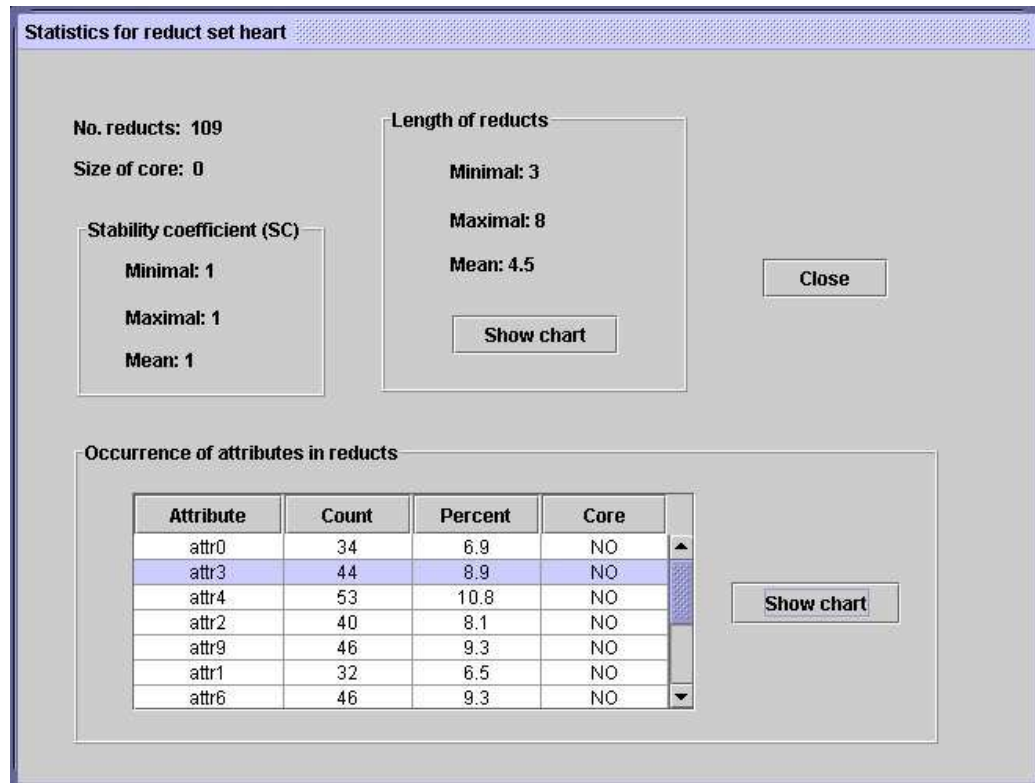 Statistics for reduct set heart
No. reducts: 109
Size of core: 0
Stability coefficient (SC)
Minimal: 1
Maximal: 1
Mean: 1
Length of reducts
Minimal: 3
Maximal: 8
Mean: 4.5
Show chart
Close
Occurrence of attributes in reducts
Attribute Count Percent Core
attr0 34 6.9 NO
attr3 44 8.9 NO
attr4 53 10.8 NO
attr2 40 8.1 NO
attr9 46 9.3 NO
attr1 32 6.5 NO
attr6 46 9.3 NO
Show chart